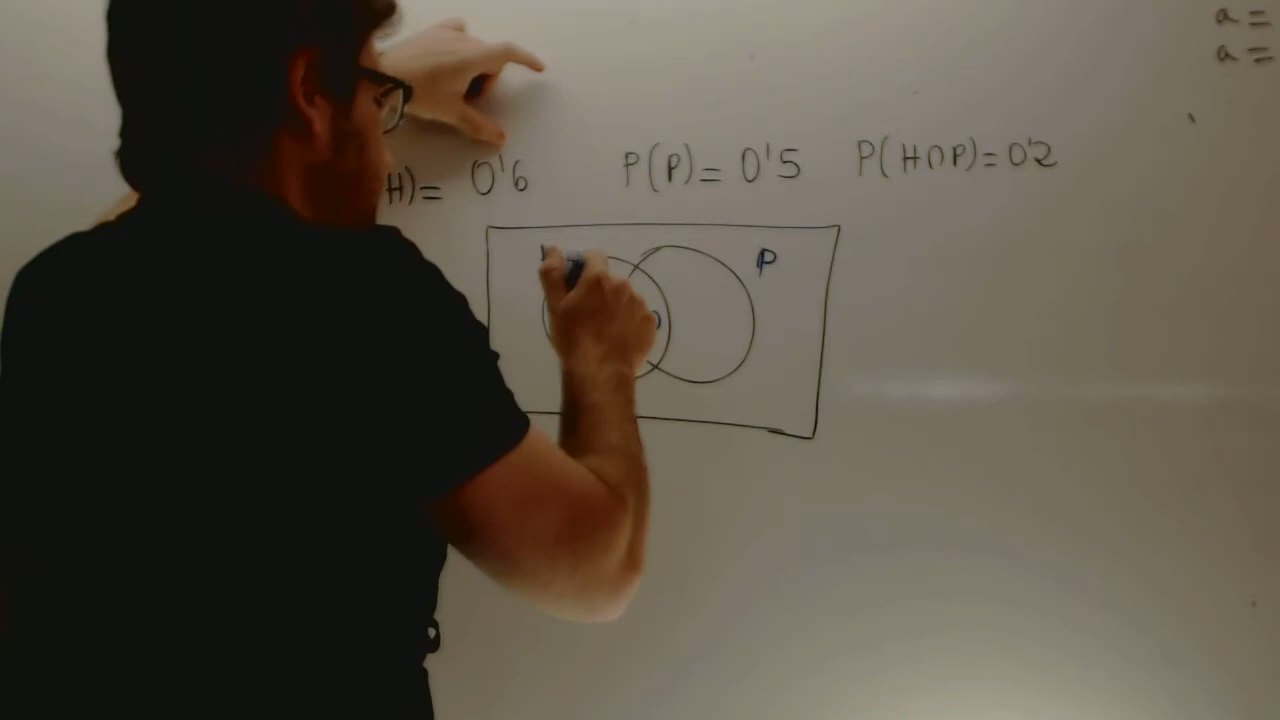 a =
a =
H)= 0'6 P(P)= 0'5 P(H∩P)=0'2
P